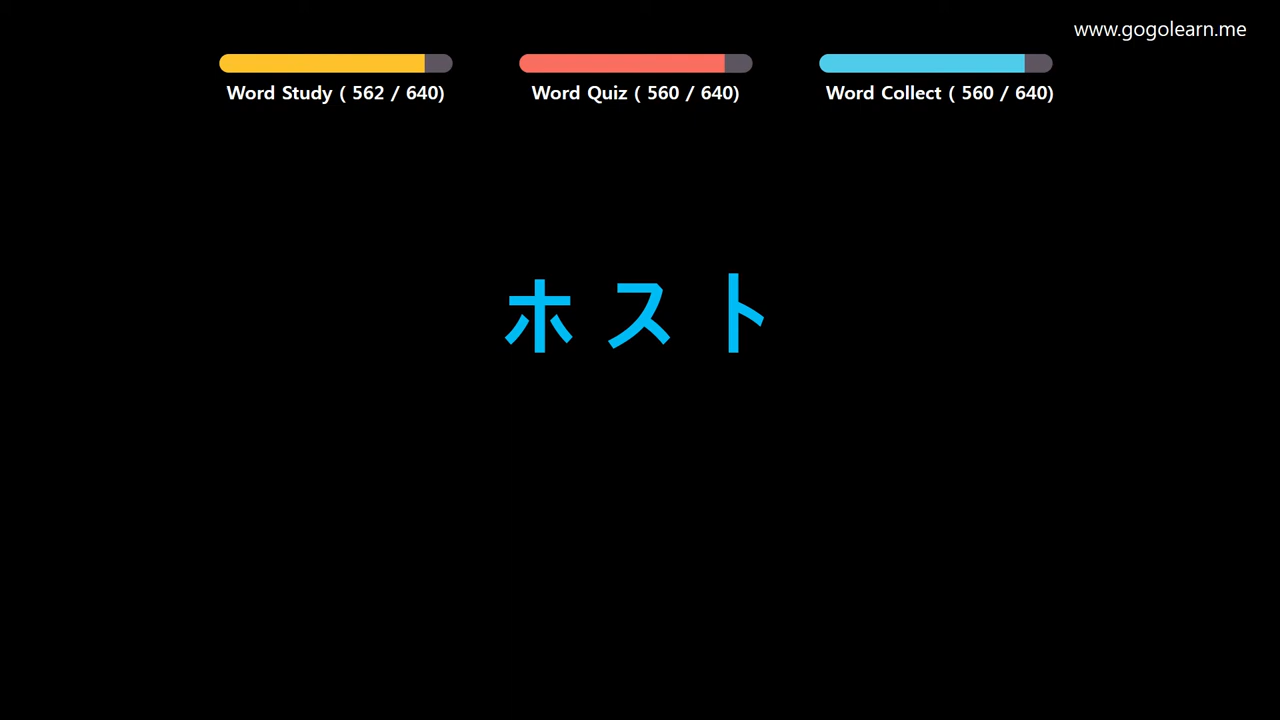 www.gogolearn.me
Word Study ( 562 / 640)
Word Quiz ( 560 / 640)
Word Collect ( 560 / 640)
ホスト